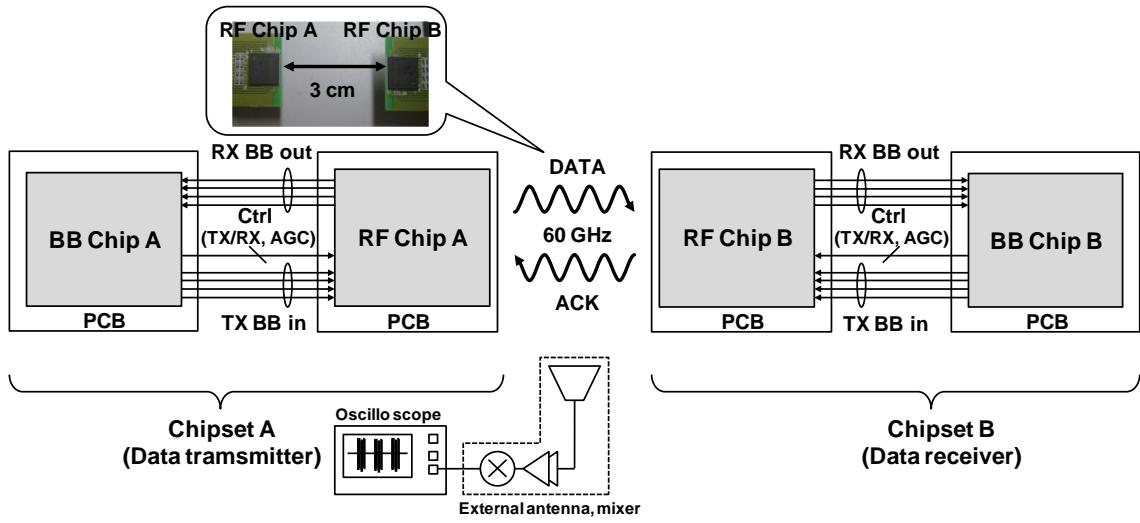 RF Chip A
RF Chip B
3 cm
RX BB out
DATA
RX BB out
Ctrl
(TX/RX, AGC)
Ctrl
(TX/RX, AGC)
BB Chip A
RF Chip A
60 GHz
RF Chip B
BB Chip B
ACK
PCB
TX BB in
PCB
PCB
TX BB in
PCB
Chipset A
(Data tramsmitter)
Oscillo scope
Chipset B
(Data receiver)
External antenna, mixer